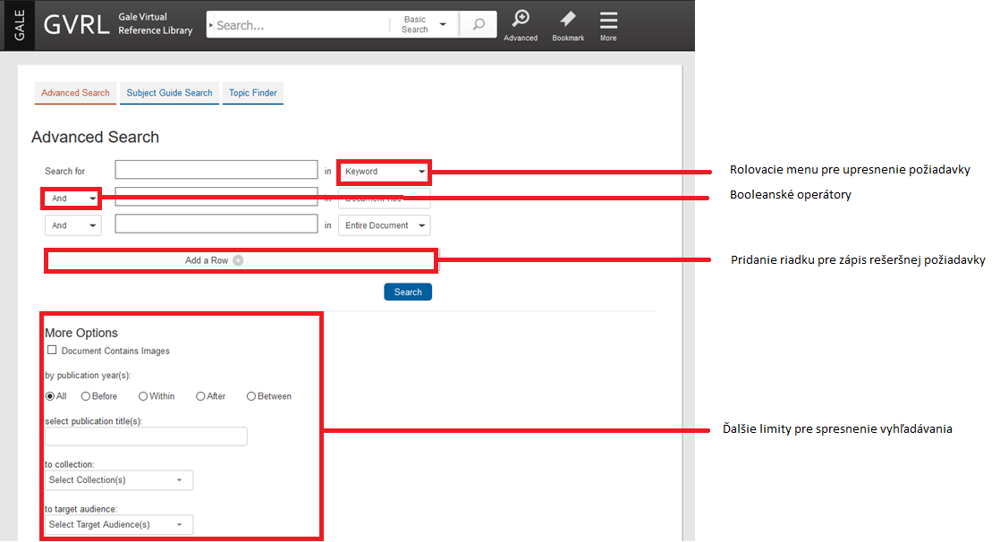 GALE
GVRL
Gale Virtual
Reference Library
Search...
Basic
Search
Advanced
Bookmark
More
Advanced Search
Subject Guide Search
Topic Finder
Advanced Search
Search for
in
Keyword
Rolovacie menu pre upresnenie požiadavky
And
in
Document Title
Booleanské operátory
And
in
Entire Document
Add a Row
Pridanie riadku pre zápis rešeršnej požiadavky
Search
More Options
Document Contains Images
by publication year(s):
All
Before
Within
After
Between
select publication title(s):
Ďalšie limity pre spresnenie vyhľadávania
to collection:
Select Collection(s)
to target audience:
Select Target Audience(s)